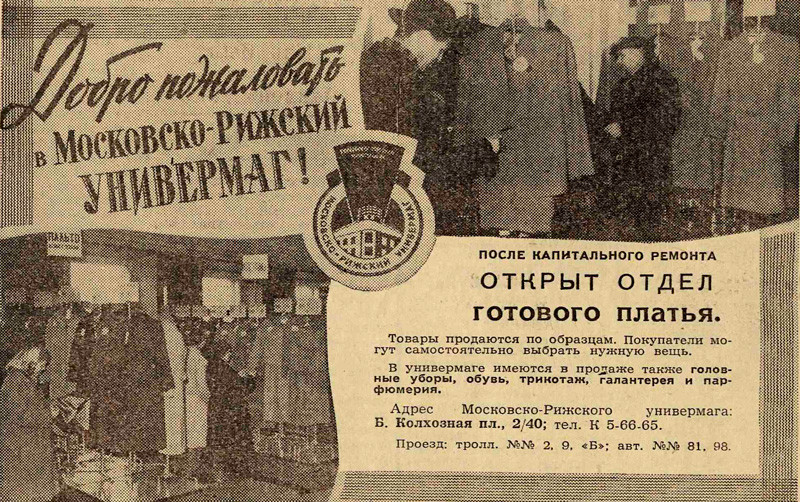 Добро пожаловать
в Московско-Рижский
УНИВЕРМАГ!
МОСКОВСКО-РИЖСКИЙ УНИВЕРМАГ
ПАЛЬТО
ПОСЛЕ КАПИТАЛЬНОГО РЕМОНТА
ОТКРЫТ ОТДЕЛ
ГОТОВОГО ПЛАТЬЯ.
Товары продаются по образцам. Покупатели мо-
гут самостоятельно выбрать нужную вещь.
В универмаге имеются в продаже также голов-
ные уборы, обувь, трикотаж, галантерея и пар-
фюмерия.
Адрес Московско-Рижского универмага:
Б. Колхозная пл., 2/40; тел. К 5-66-65.
Проезд: тролл. №№ 2, 9, «Б»; авт. №№ 81, 98.